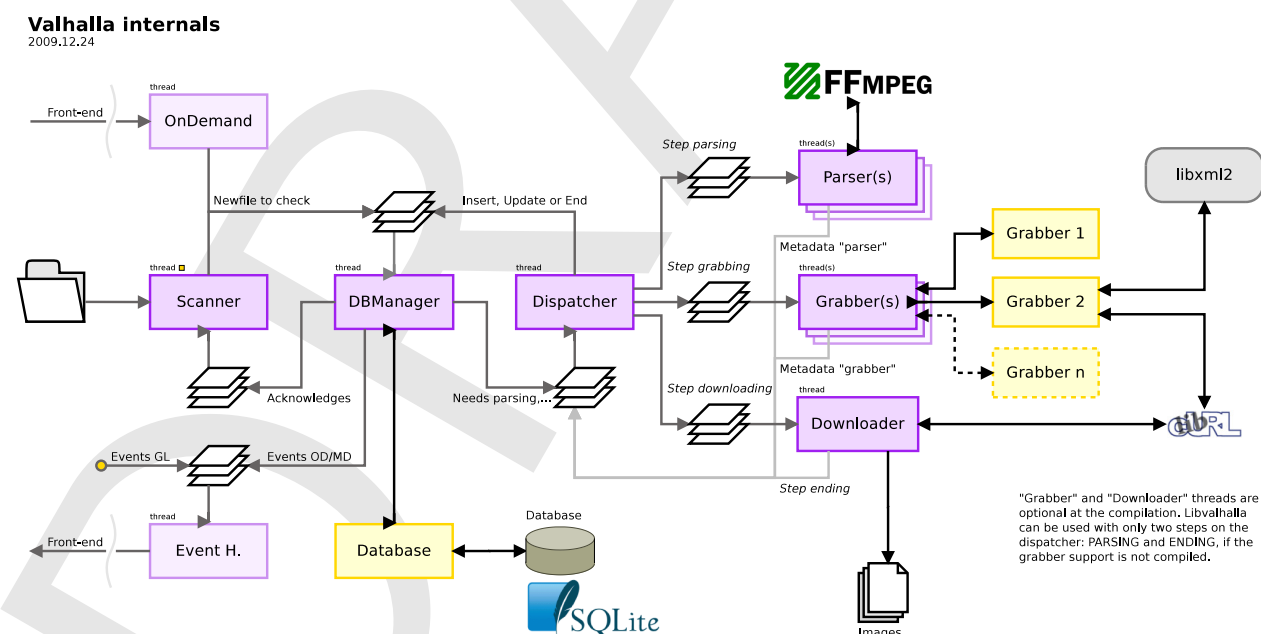 Valhalla internals
2009.12.24
FFMPEG
thread
Front-end
OnDemand
Step parsing
thread(s)
Parser(s)
libxml2
Newfile to check
Insert, Update or End
Metadata "parser"
Grabber 1
thread
Scanner
thread
DBManager
thread
Dispatcher
Step grabbing
thread(s)
Grabber(s)
Grabber 2
Metadata "grabber"
Grabber n
Acknowledges
Needs parsing,...
Step downloading
thread
Downloader
libcURL
Events GL
Events OD/MD
Step ending
thread
Front-end
Event H.
Database
Database
SQLite
"Grabber" and "Downloader" threads are
optional at the compilation. Libvalhalla
can be used with only two steps on the
dispatcher: PARSING and ENDING, if the
grabber support is not compiled.
Images
DRA